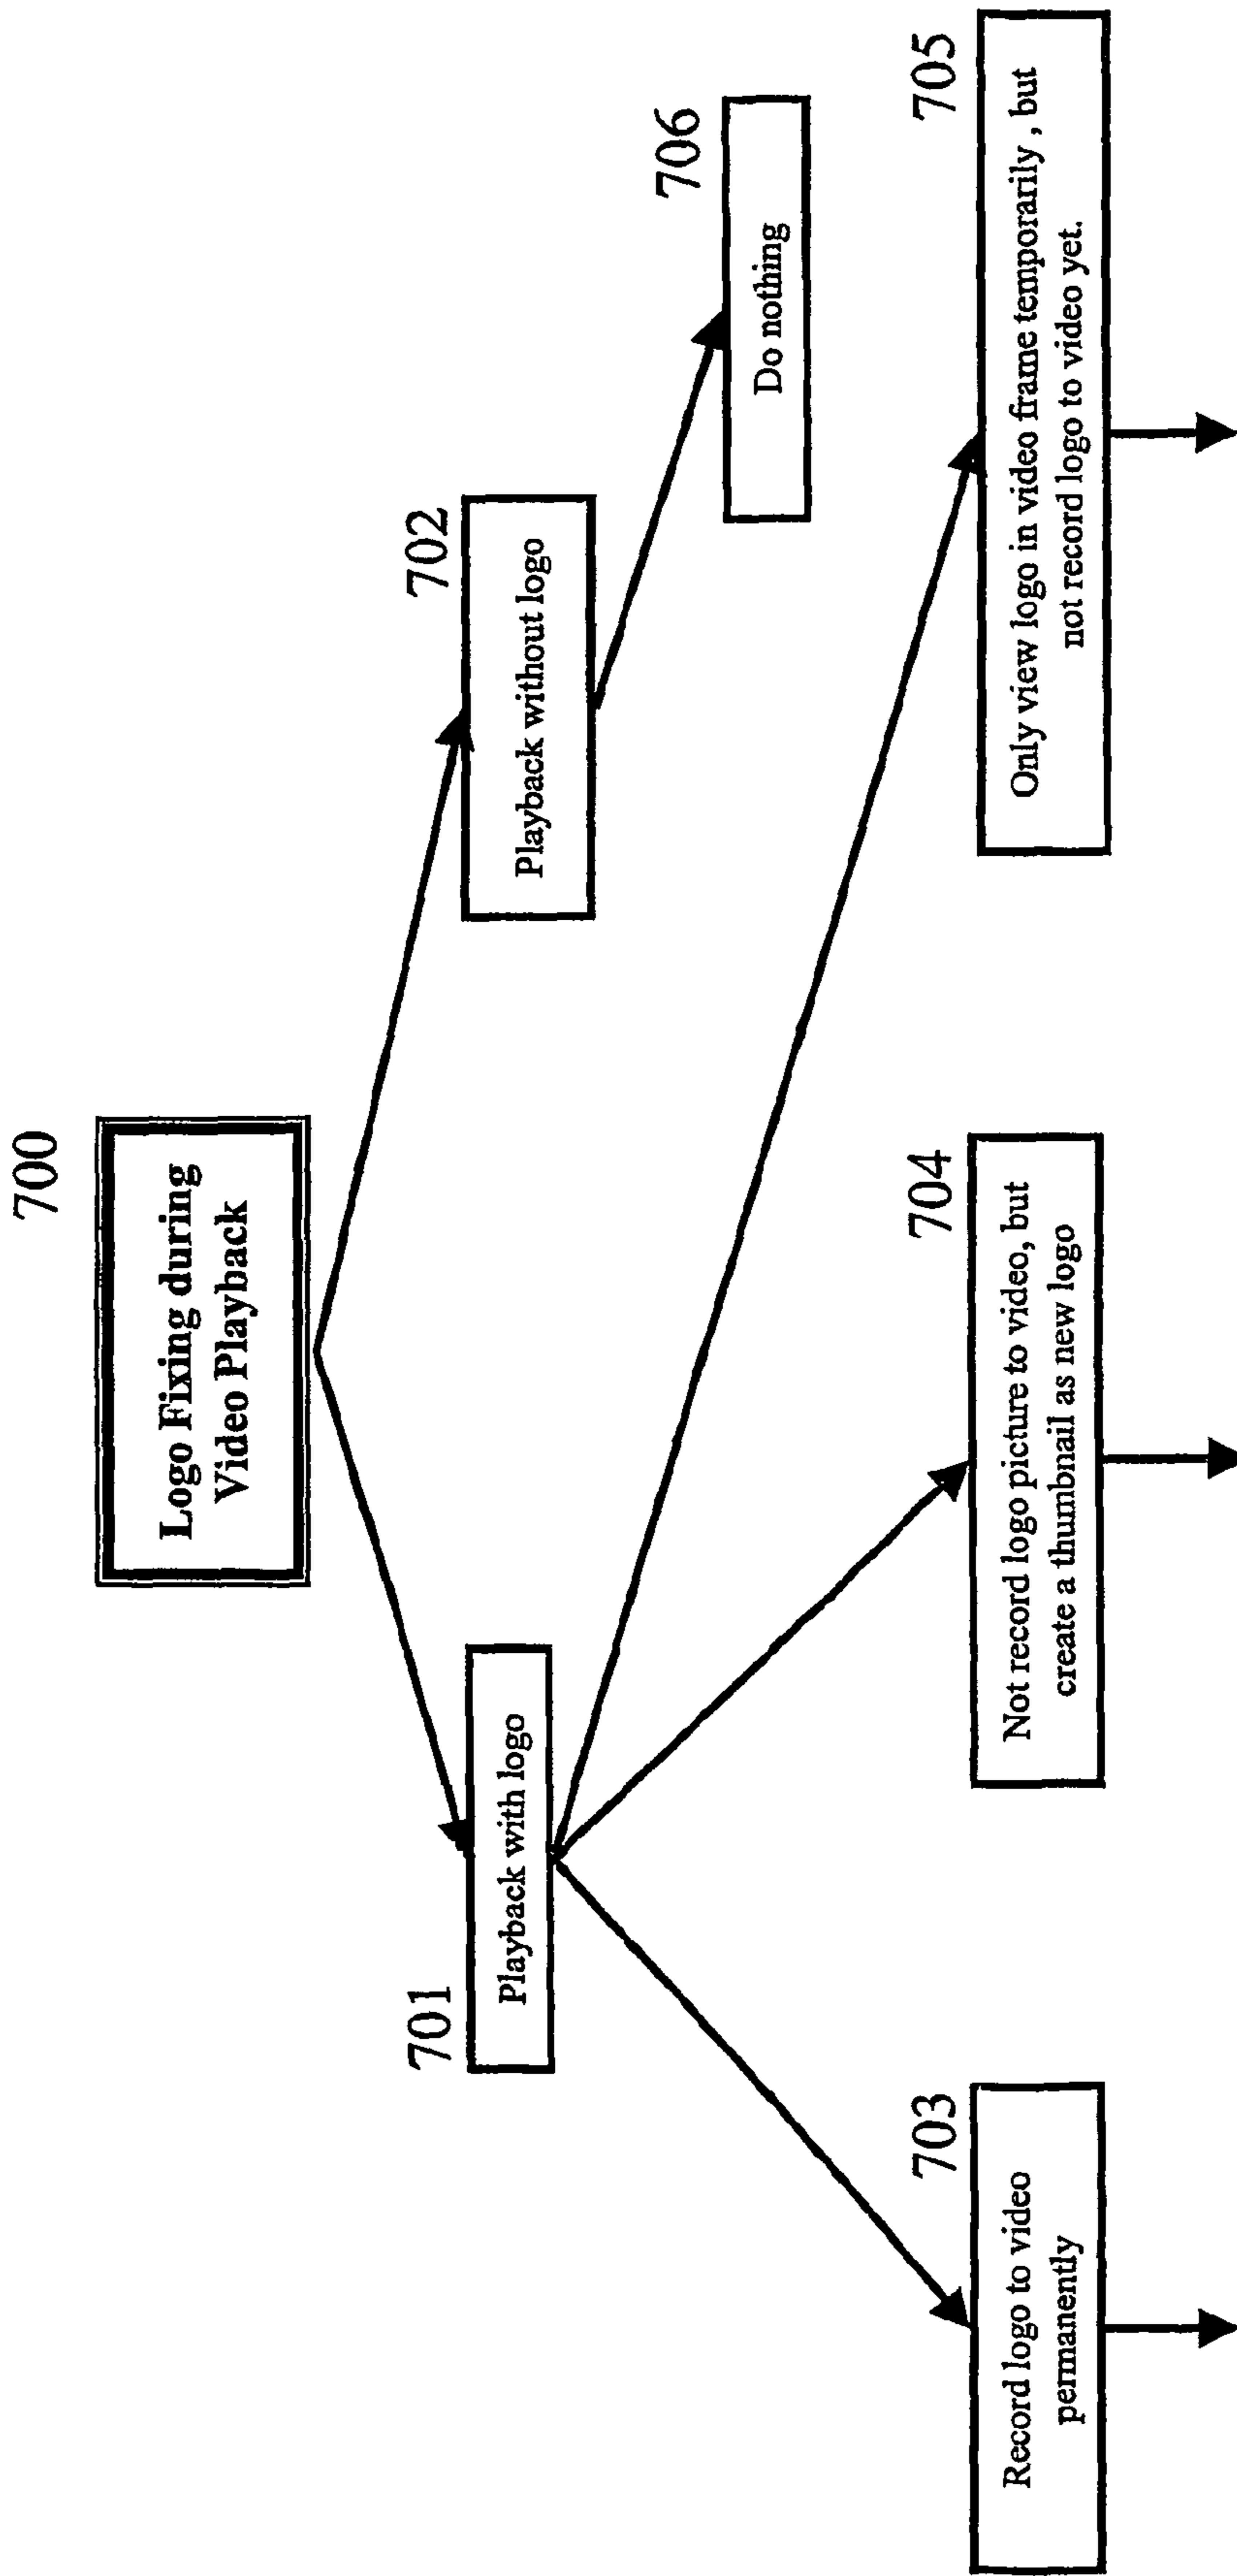 700
Logo Fixing during
Video Playback
701
Playback with logo
702
Playback without logo
706
Do nothing
703
Record logo to video
permanently
704
Not record logo picture to video, but
create a thumbnail as new logo
705
Only view logo in video frame temporarily , but
not record logo to video yet.